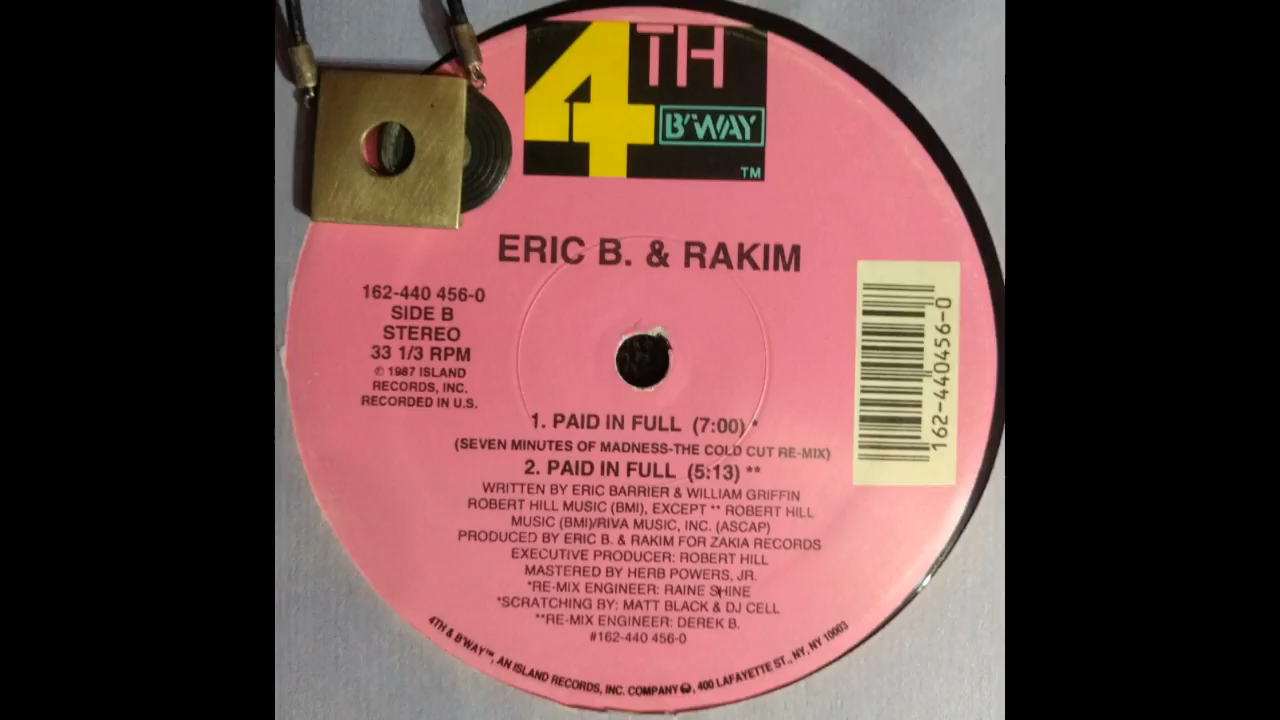 4TH
B'WAY
TM
ERIC B. & RAKIM
162-440 456-0
SIDE B
STEREO
33 1/3 RPM
℗ 1987 ISLAND
RECORDS, INC.
RECORDED IN U.S.
162-440456-0
1. PAID IN FULL (7:00) *
(SEVEN MINUTES OF MADNESS-THE COLD CUT RE-MIX)
2. PAID IN FULL (5:13) **
WRITTEN BY ERIC BARRIER & WILLIAM GRIFFIN
ROBERT HILL MUSIC (BMI), EXCEPT ** ROBERT HILL
MUSIC (BMI)/RIVA MUSIC, INC. (ASCAP)
PRODUCED BY ERIC B. & RAKIM FOR ZAKIA RECORDS
EXECUTIVE PRODUCER: ROBERT HILL
MASTERED BY HERB POWERS, JR.
*RE-MIX ENGINEER: RAINE SHINE
*SCRATCHING BY: MATT BLACK & DJ CELL
**RE-MIX ENGINEER: DEREK B.
#162-440 456-0
4TH & B'WAY™, AN ISLAND RECORDS, INC. COMPANY, 400 LAFAYETTE ST., NY, NY 10003